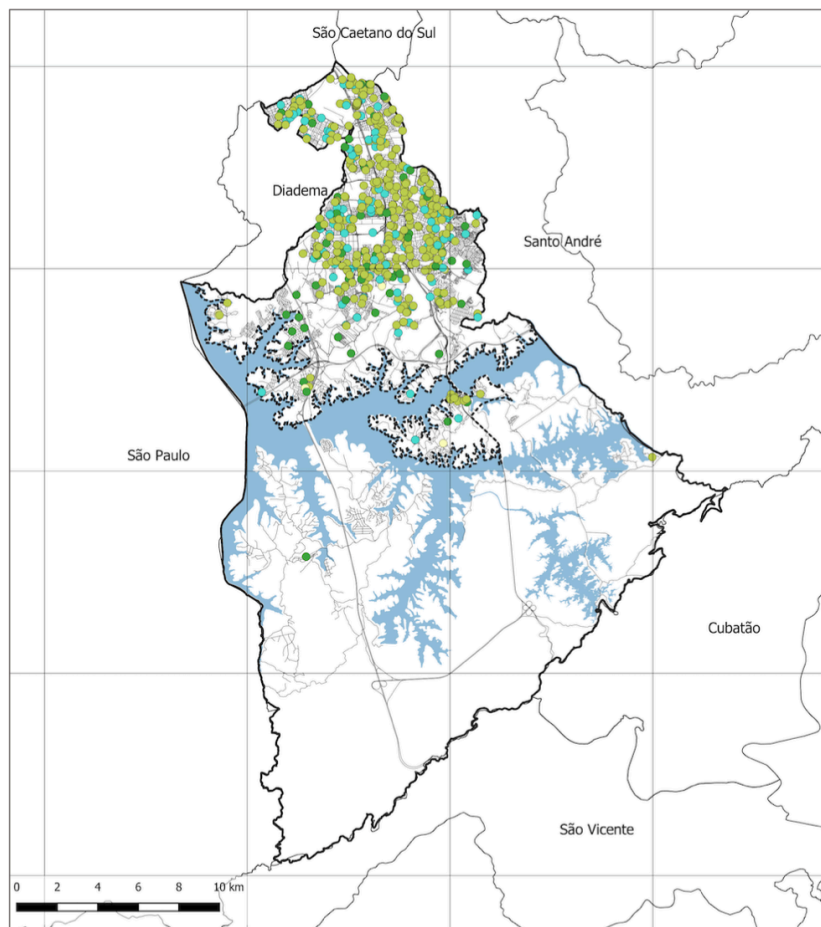 São Caetano do Sul
Diadema
Santo André
São Paulo
Cubatão
São Vicente
0 2 4 6 8 10 km